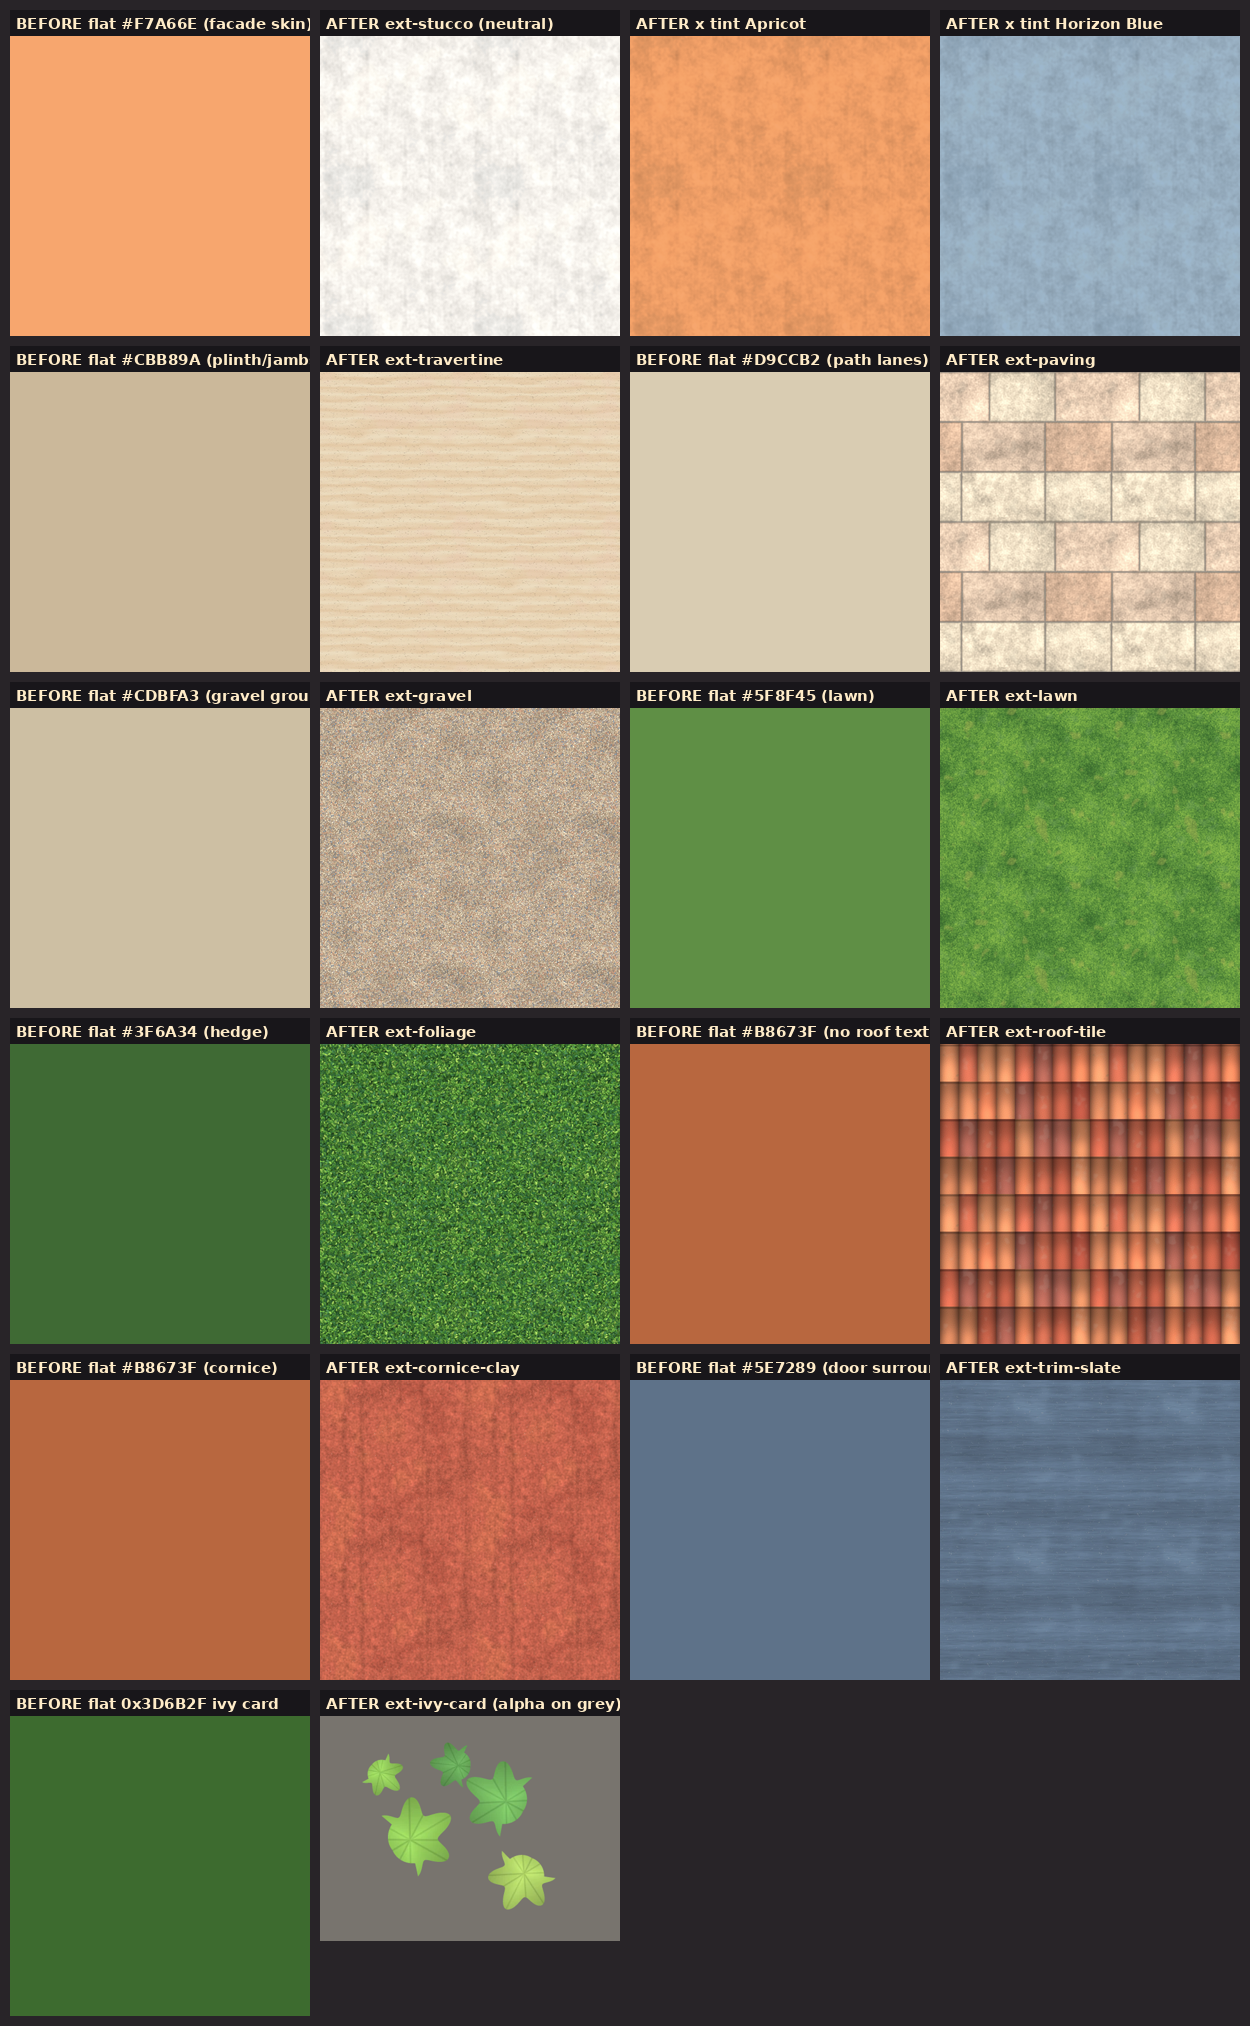 BEFORE flat #F7A66E (facade skin)
AFTER ext-stucco (neutral)
AFTER x tint Apricot
AFTER x tint Horizon Blue
BEFORE flat #CBB89A (plinth/jamb
AFTER ext-travertine
BEFORE flat #D9CCB2 (path lanes)
AFTER ext-paving
BEFORE flat #CDBFA3 (gravel grou
AFTER ext-gravel
BEFORE flat #5F8F45 (lawn)
AFTER ext-lawn
BEFORE flat #3F6A34 (hedge)
AFTER ext-foliage
BEFORE flat #B8673F (no roof text
AFTER ext-roof-tile
BEFORE flat #B8673F (cornice)
AFTER ext-cornice-clay
BEFORE flat #5E7289 (door surrou
AFTER ext-trim-slate
BEFORE flat 0x3D6B2F ivy card
AFTER ext-ivy-card (alpha on grey)